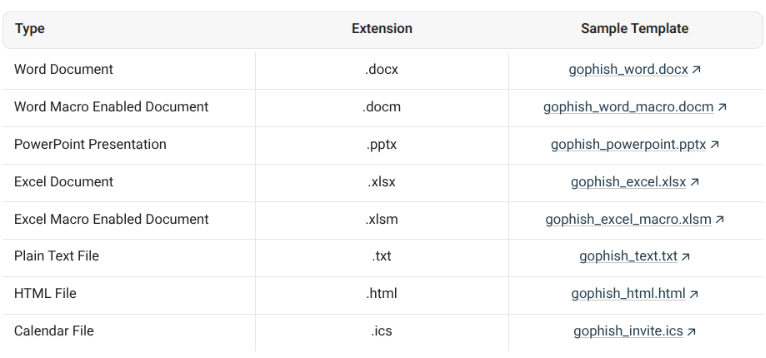 Type Extension Sample Template
Word Document .docx gophish_word.docx ↗
Word Macro Enabled Document .docm gophish_word_macro.docm ↗
PowerPoint Presentation .pptx gophish_powerpoint.pptx ↗
Excel Document .xlsx gophish_excel.xlsx ↗
Excel Macro Enabled Document .xlsm gophish_excel_macro.xlsm ↗
Plain Text File .txt gophish_text.txt ↗
HTML File .html gophish_html.html ↗
Calendar File .ics gophish_invite.ics ↗